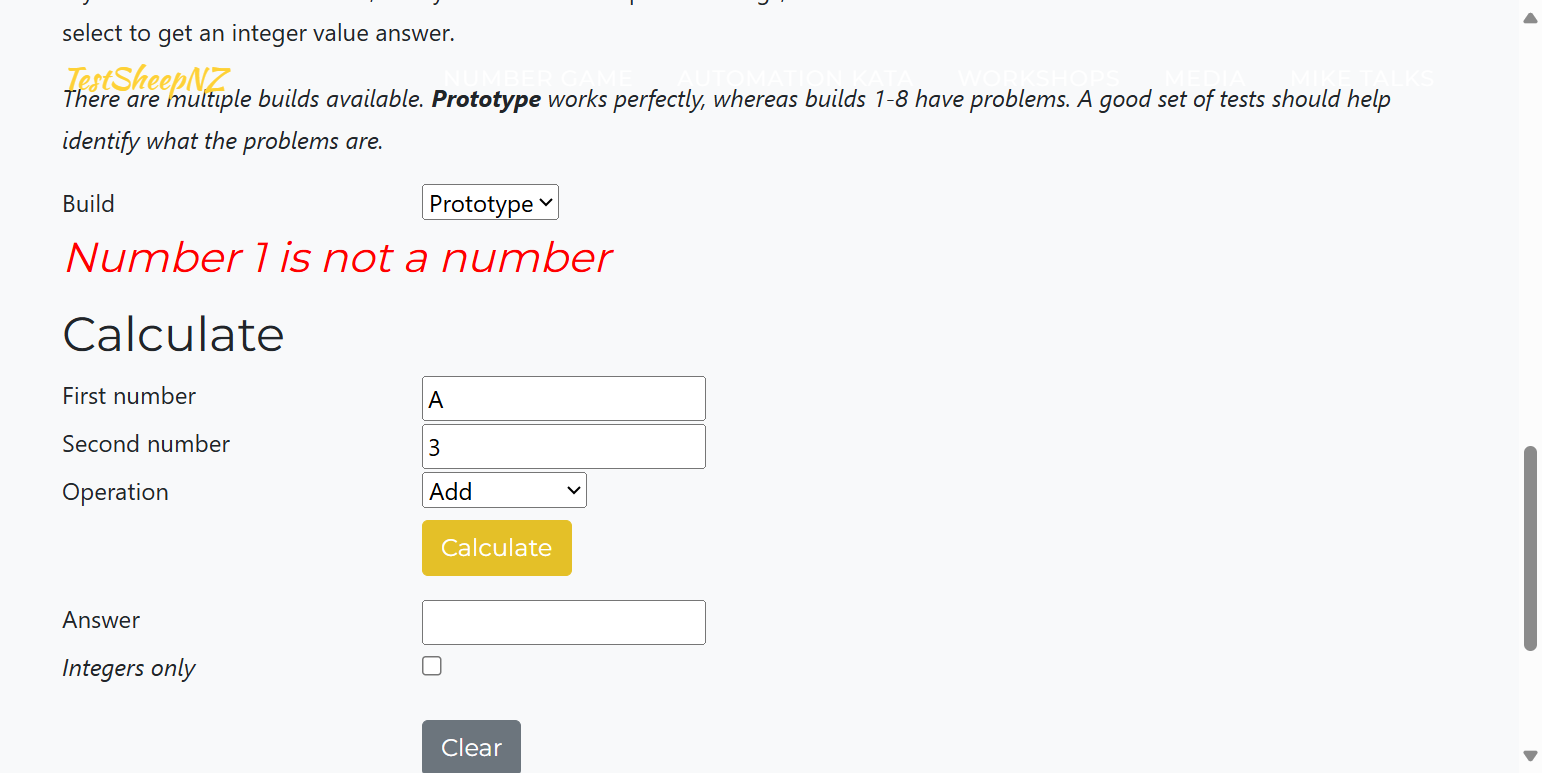 select to get an integer value answer.
TestSheepNZ NUMBER GAME AUTOMATION KATA WORKSHOPS MEDIA MIKE TALKS
There are multiple builds available. Prototype works perfectly, whereas builds 1-8 have problems. A good set of tests should help
identify what the problems are.
Build Prototype
Number 1 is not a number
Calculate
First number A
Second number 3
Operation Add
Calculate
Answer
Integers only
Clear